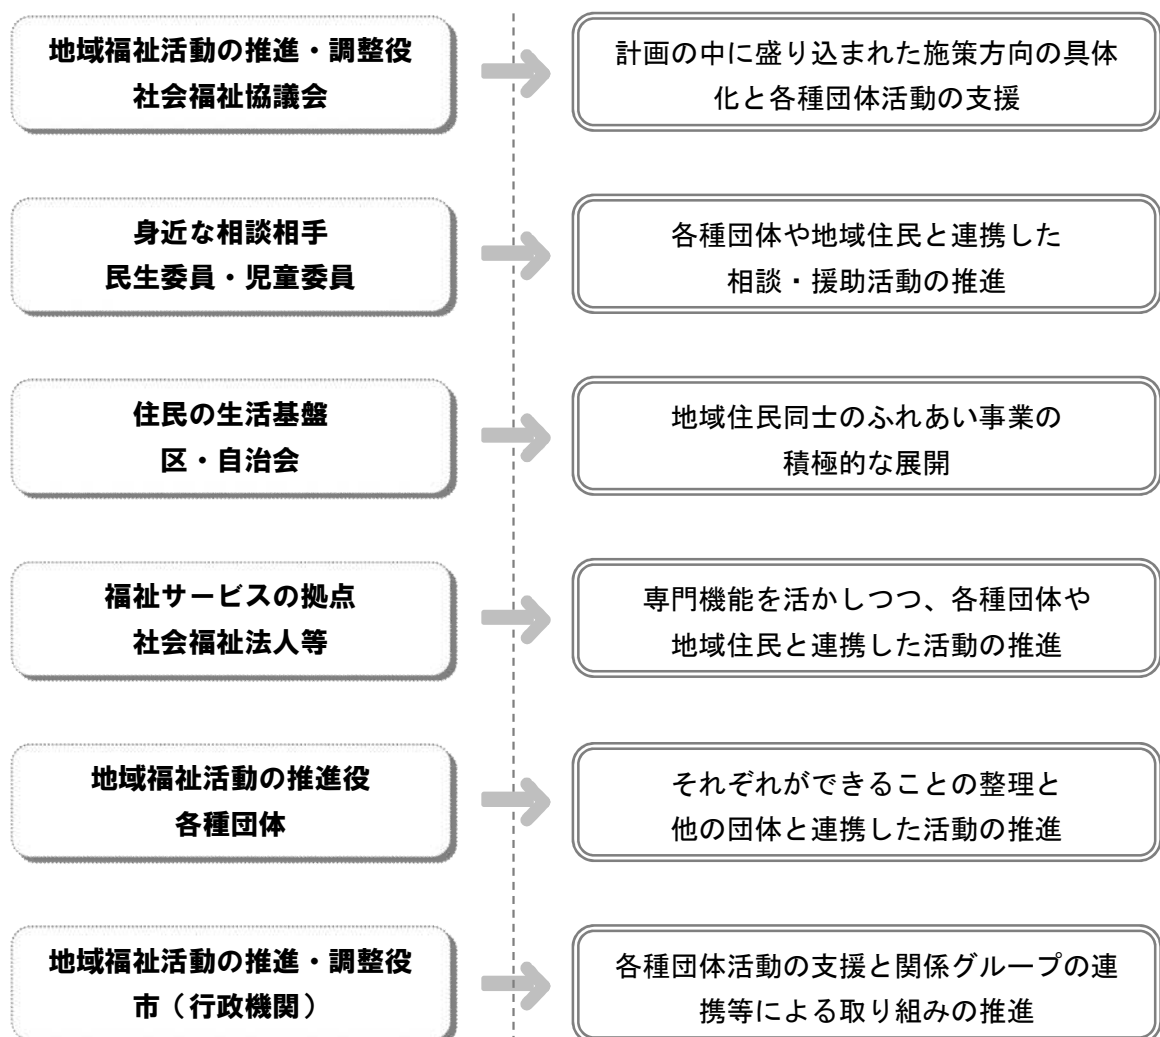 地域福祉活動の推進・調整役
社会福祉協議会
計画の中に盛り込まれた施策方向の具体
化と各種団体活動の支援
身近な相談相手
民生委員・児童委員
各種団体や地域住民と連携した
相談・援助活動の推進
住民の生活基盤
区・自治会
地域住民同士のふれあい事業の
積極的な展開
福祉サービスの拠点
社会福祉法人等
専門機能を活かしつつ、各種団体や
地域住民と連携した活動の推進
地域福祉活動の推進役
各種団体
それぞれができることの整理と
他の団体と連携した活動の推進
地域福祉活動の推進・調整役
市（行政機関）
各種団体活動の支援と関係グループの連
携等による取り組みの推進